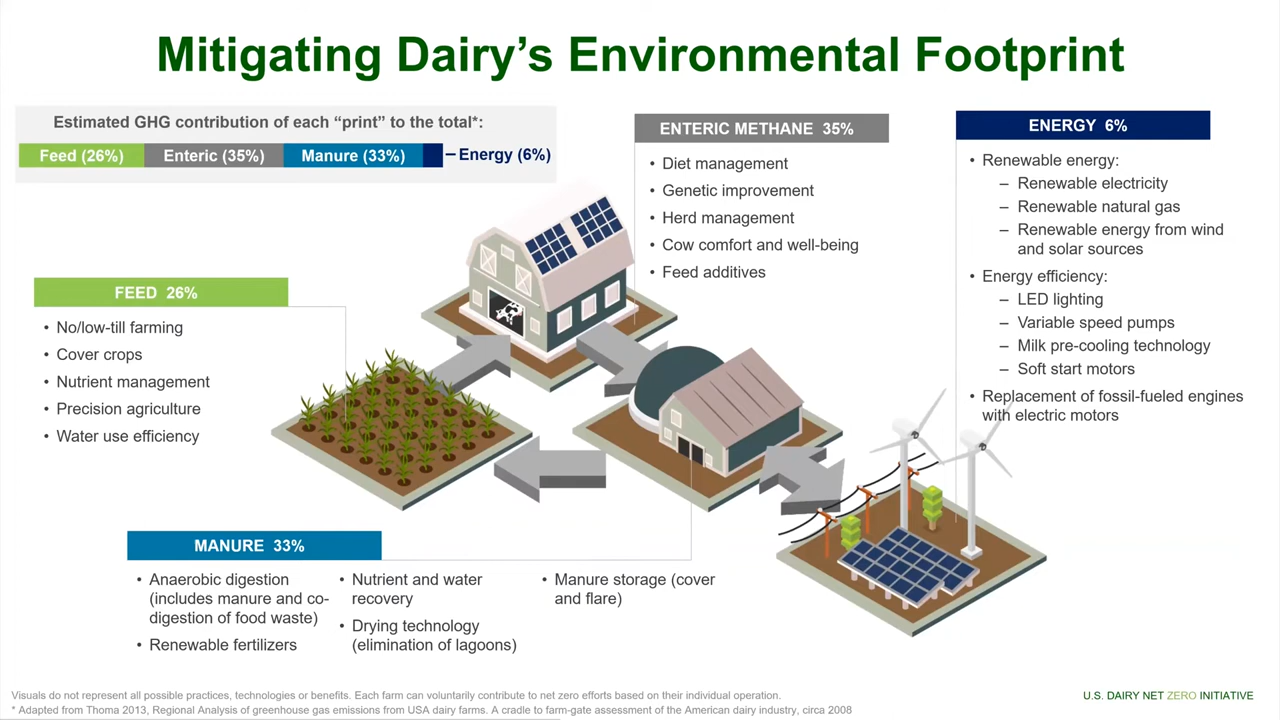 Mitigating Dairy’s Environmental Footprint
Estimated GHG contribution of each “print” to the total*:
Feed (26%)
Enteric (35%)
Manure (33%)
Energy (6%)
ENTERIC METHANE 35%
• Diet management
• Genetic improvement
• Herd management
• Cow comfort and well-being
• Feed additives
ENERGY 6%
• Renewable energy:
– Renewable electricity
– Renewable natural gas
– Renewable energy from wind
and solar sources
• Energy efficiency:
– LED lighting
– Variable speed pumps
– Milk pre-cooling technology
– Soft start motors
• Replacement of fossil-fueled engines
with electric motors
FEED 26%
• No/low-till farming
• Cover crops
• Nutrient management
• Precision agriculture
• Water use efficiency
MANURE 33%
• Anaerobic digestion
(includes manure and co-
digestion of food waste)
• Renewable fertilizers
• Nutrient and water
recovery
• Drying technology
(elimination of lagoons)
• Manure storage (cover
and flare)
Visuals do not represent all possible practices, technologies or benefits. Each farm can voluntarily contribute to net zero efforts based on their individual operation.
* Adapted from Thoma 2013, Regional Analysis of greenhouse gas emissions from USA dairy farms. A cradle to farm-gate assessment of the American dairy industry, circa 2008
U.S. DAIRY NET ZERO INITIATIVE